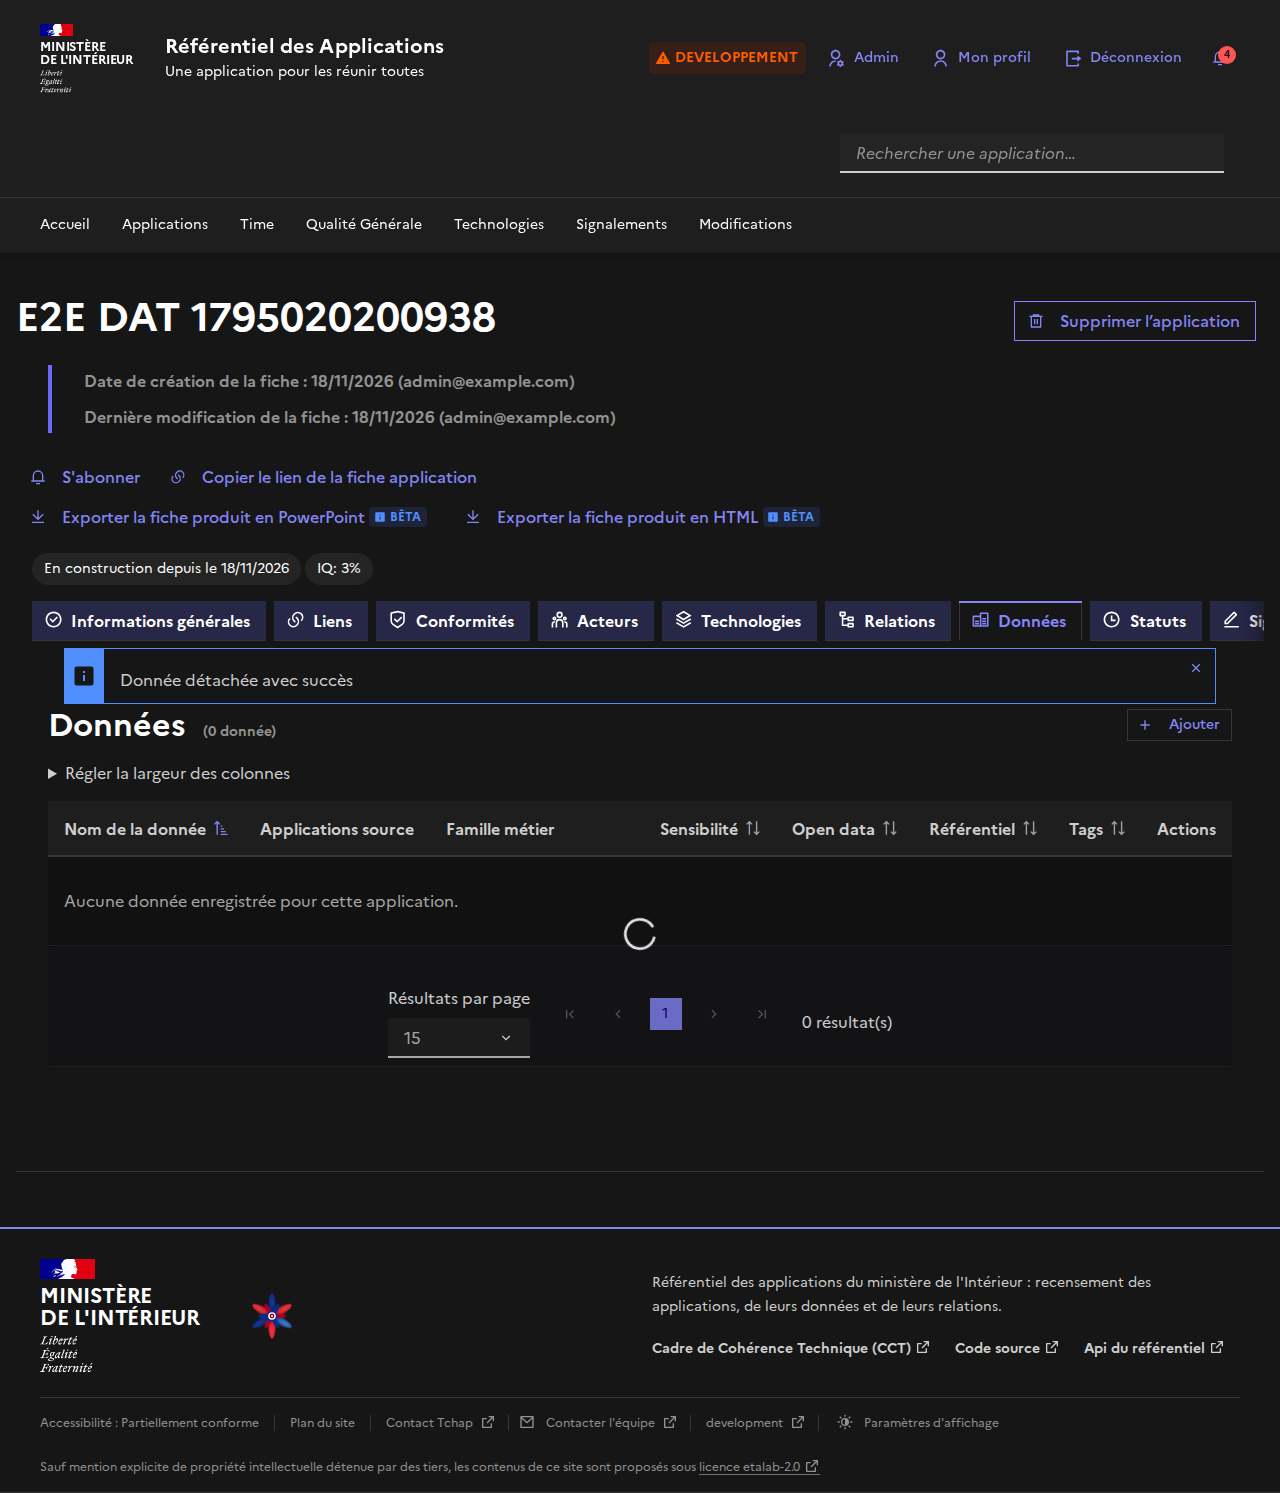 MINISTÈRE
DE L'INTÉRIEUR
Liberté
Égalité
Fraternité
Référentiel des Applications
Une application pour les réunir toutes
DEVELOPPEMENT
Admin
Mon profil
Déconnexion
4
Rechercher une application…
Accueil
Applications
Time
Qualité Générale
Technologies
Signalements
Modifications
E2E DAT 1795020200938
Supprimer l’application
Date de création de la fiche : 18/11/2026 (admin@example.com)
Dernière modification de la fiche : 18/11/2026 (admin@example.com)
S'abonner
Copier le lien de la fiche application
Exporter la fiche produit en PowerPoint
BÊTA
Exporter la fiche produit en HTML
BÊTA
En construction depuis le 18/11/2026
IQ: 3%
Informations générales
Liens
Conformités
Acteurs
Technologies
Relations
Données
Statuts
Donnée détachée avec succès
Données
(0 donnée)
Ajouter
Régler la largeur des colonnes
Nom de la donnée
Applications source
Famille métier
Sensibilité
Open data
Référentiel
Tags
Actions
Aucune donnée enregistrée pour cette application.
Résultats par page
15
1
0 résultat(s)
MINISTÈRE
DE L'INTÉRIEUR
Liberté
Égalité
Fraternité
Référentiel des applications du ministère de l'Intérieur : recensement des
applications, de leurs données et de leurs relations.
Cadre de Cohérence Technique (CCT)
Code source
Api du référentiel
Accessibilité : Partiellement conforme
Plan du site
Contact Tchap
Contacter l'équipe
development
Paramètres d'affichage
Sauf mention explicite de propriété intellectuelle détenue par des tiers, les contenus de ce site sont proposés sous licence etalab-2.0